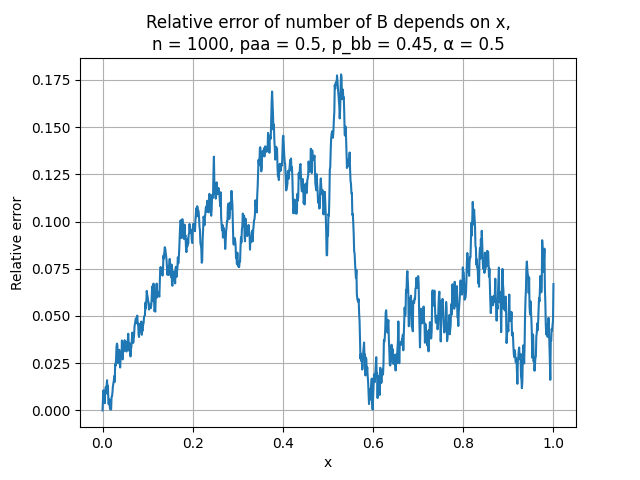 Relative error of number of B depends on x,
n = 1000, paa = 0.5, p_bb = 0.45, α = 0.5
0.175
0.150
0.125
0.100
0.075
0.050
0.025
0.000
Relative error
0.0 0.2 0.4 0.6 0.8 1.0
x